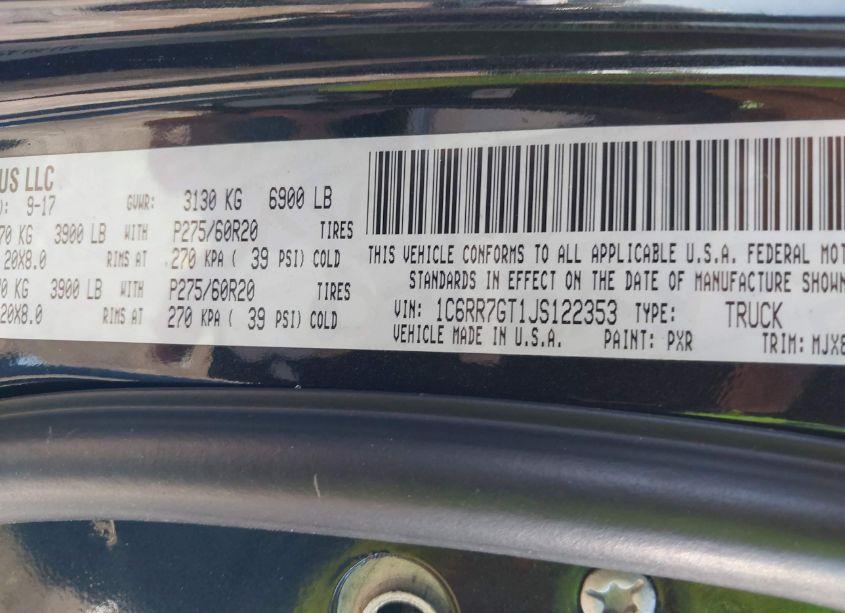 US LLC
): 9-17 GVWR: 3130 KG 6900 LB
70 KG 3900 LB WITH P275/60R20 TIRES
20X8.0 RIMS AT 270 KPA ( 39 PSI) COLD
70 KG 3900 LB WITH P275/60R20 TIRES
20X8.0 RIMS AT 270 KPA ( 39 PSI) COLD
THIS VEHICLE CONFORMS TO ALL APPLICABLE U.S.A. FEDERAL MOT
STANDARDS IN EFFECT ON THE DATE OF MANUFACTURE SHOWN
VIN: 1C6RR7GT1JS122353 TYPE: TRUCK
VEHICLE MADE IN U.S.A. PAINT: PXR TRIM: MJX8